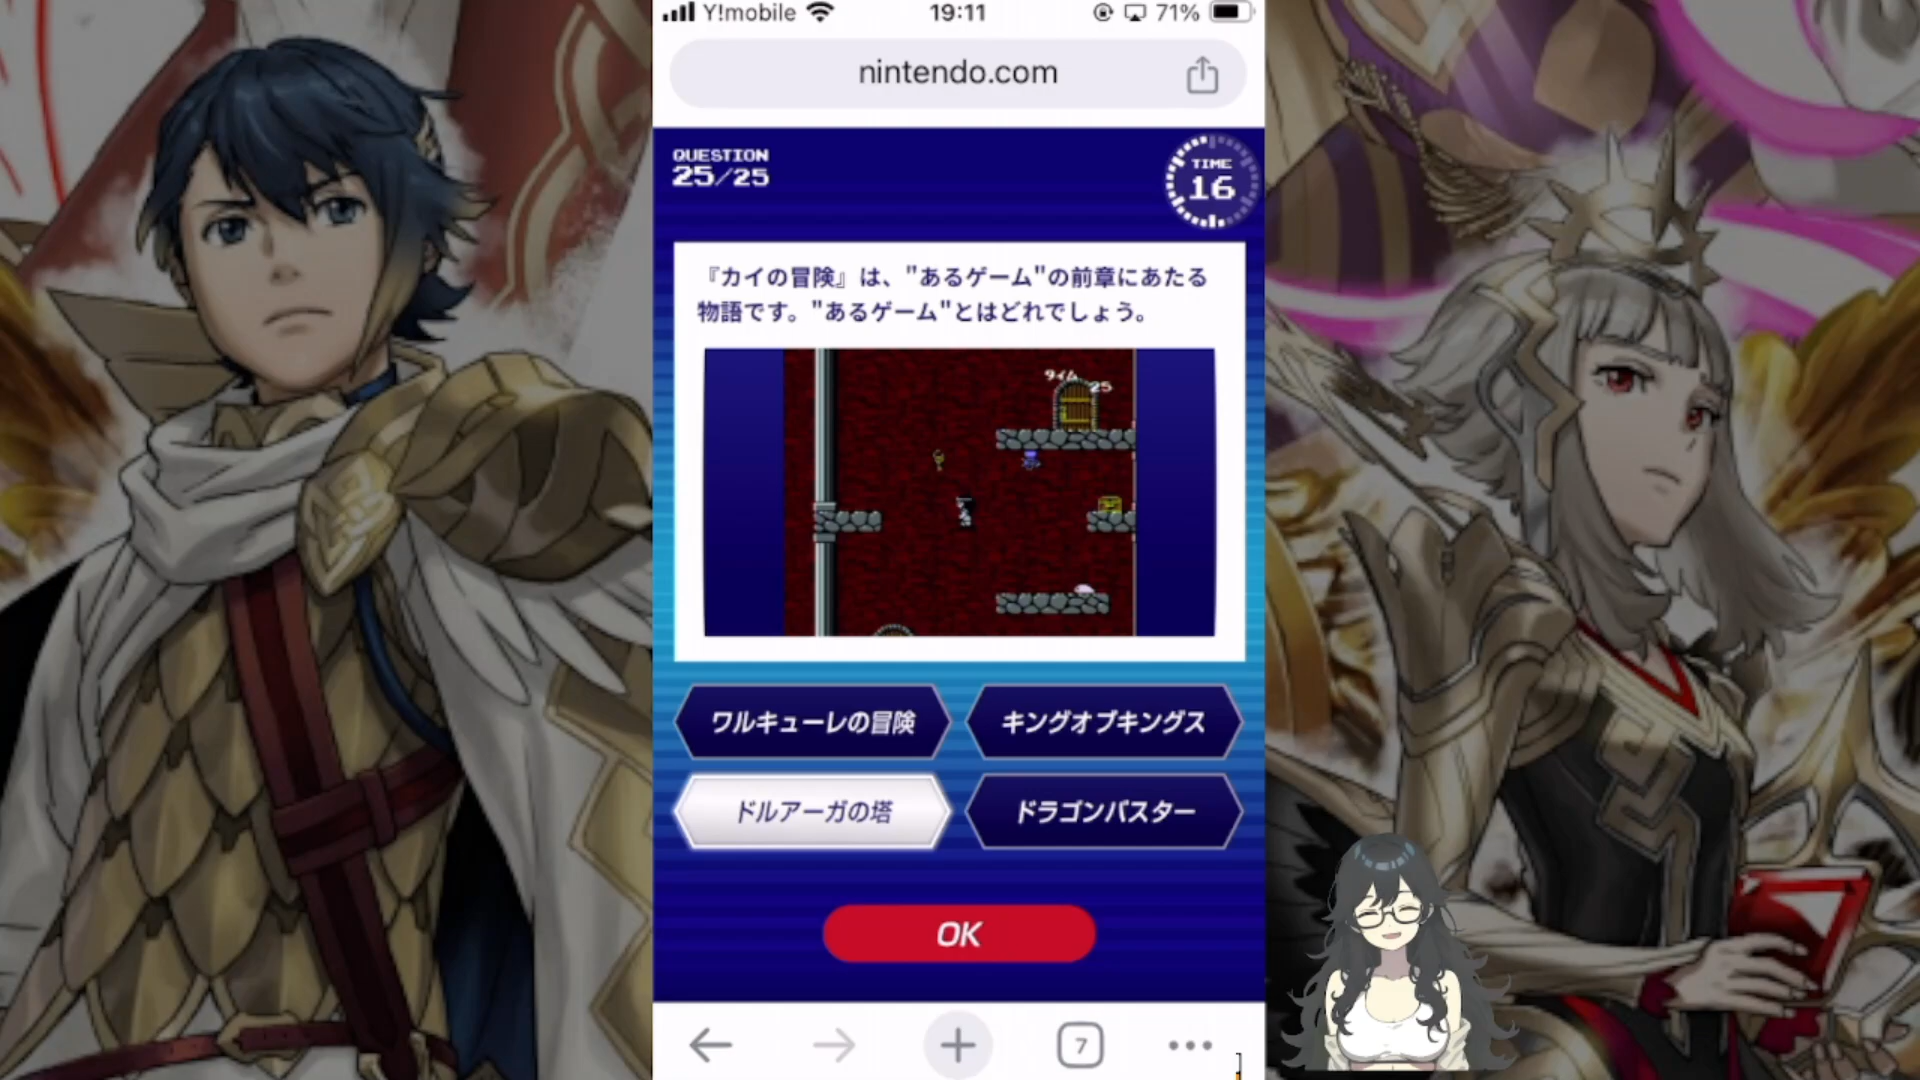 Y!mobile 19:11 71%
nintendo.com
QUESTION
25/25
TIME
16
『カイの冒険』は、"あるゲーム"の前章にあたる
物語です。"あるゲーム"とはどれでしょう。
タイム
25
ワルキューレの冒険
キングオブキングス
ドルアーガの塔
ドラゴンバスター
OK
7